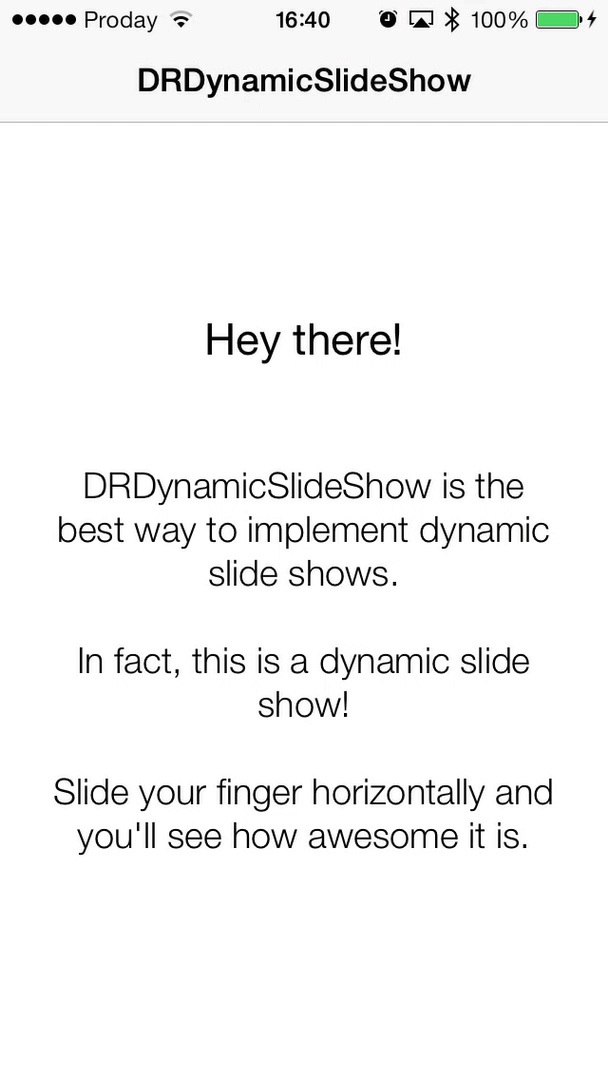 Proday 16:40 100%
DRDynamicSlideShow
Hey there!
DRDynamicSlideShow is the
best way to implement dynamic
slide shows.
In fact, this is a dynamic slide
show!
Slide your finger horizontally and
you'll see how awesome it is.